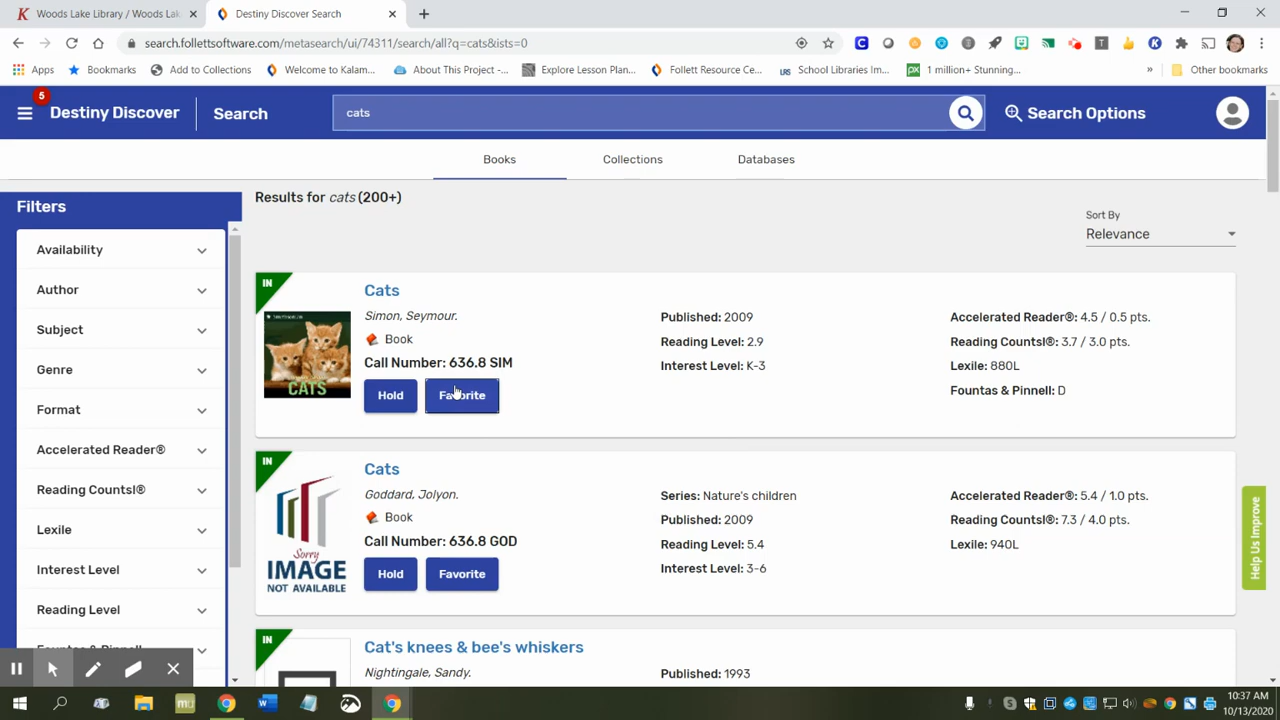 Woods Lake Library / Woods Lak
Destiny Discover Search
search.follettsoftware.com/metasearch/ui/74311/search/all?q=cats&ists=0
Apps
Bookmarks
Add to Collections
Welcome to Kalam...
About This Project -...
Explore Lesson Plan...
Follett Resource Ce...
School Libraries Im...
1 million+ Stunning...
»
Other bookmarks
5
Destiny Discover
Search
cats
Search Options
Books
Collections
Databases
Filters
Availability
Author
Subject
Genre
Format
Accelerated Reader®
Reading Counts!®
Lexile
Interest Level
Reading Level
Fountas & Pinnell
Results for cats (200+)
Sort By
Relevance
IN
CATS
Cats
Simon, Seymour.
Book
Call Number: 636.8 SIM
Hold
Favorite
Published: 2009
Reading Level: 2.9
Interest Level: K-3
Accelerated Reader®: 4.5 / 0.5 pts.
Reading Counts!®: 3.7 / 3.0 pts.
Lexile: 880L
Fountas & Pinnell: D
IN
Sorry
IMAGE
NOT AVAILABLE
Cats
Goddard, Jolyon.
Book
Call Number: 636.8 GOD
Hold
Favorite
Series: Nature's children
Published: 2009
Reading Level: 5.4
Interest Level: 3-6
Accelerated Reader®: 5.4 / 1.0 pts.
Reading Counts!®: 7.3 / 4.0 pts.
Lexile: 940L
IN
Cat's knees & bee's whiskers
Nightingale, Sandy.
Published: 1993
Help Us Improve
10:37 AM
10/13/2020